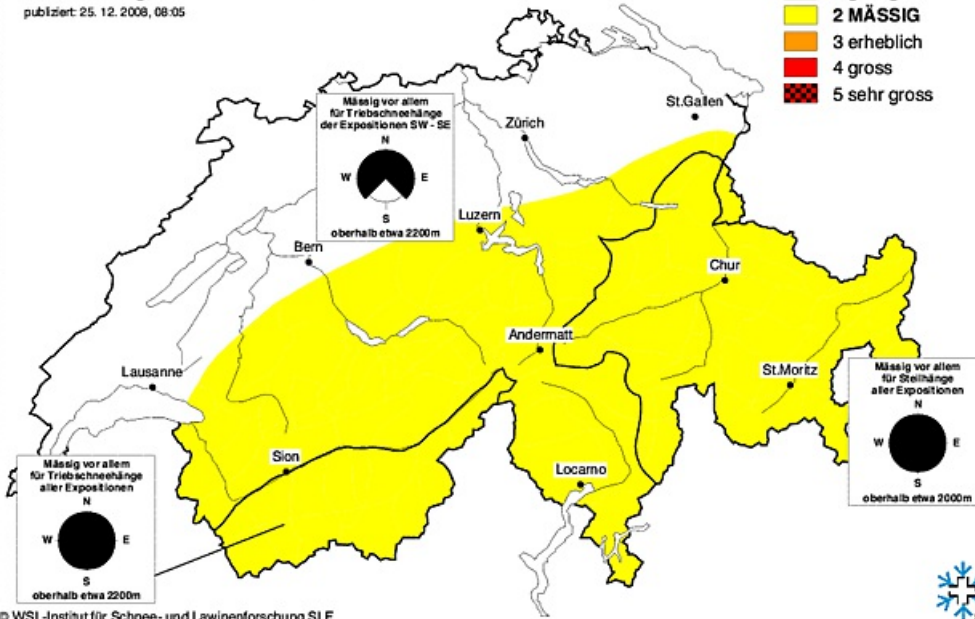 publiziert: 25. 12. 2008, 08:05
2 MÄSSIG
3 erheblich
4 gross
5 sehr gross
St.Gallen
Mässig vor allem
für Triebschneehänge
der Expositionen SW - SE
N
W E
S
oberhalb etwa 2200m
Zürich
Luzern
Bern
Chur
Andermatt
Lausanne
St.Moritz
Mässig vor allem
für Steilhänge
aller Expositionen
N
W E
S
oberhalb etwa 2000m
Sion
Locarno
Mässig vor allem
für Triebschneehänge
aller Expositionen
N
W E
S
oberhalb etwa 2200m
© WSL-Institut für Schnee- und Lawinenforschung SLF